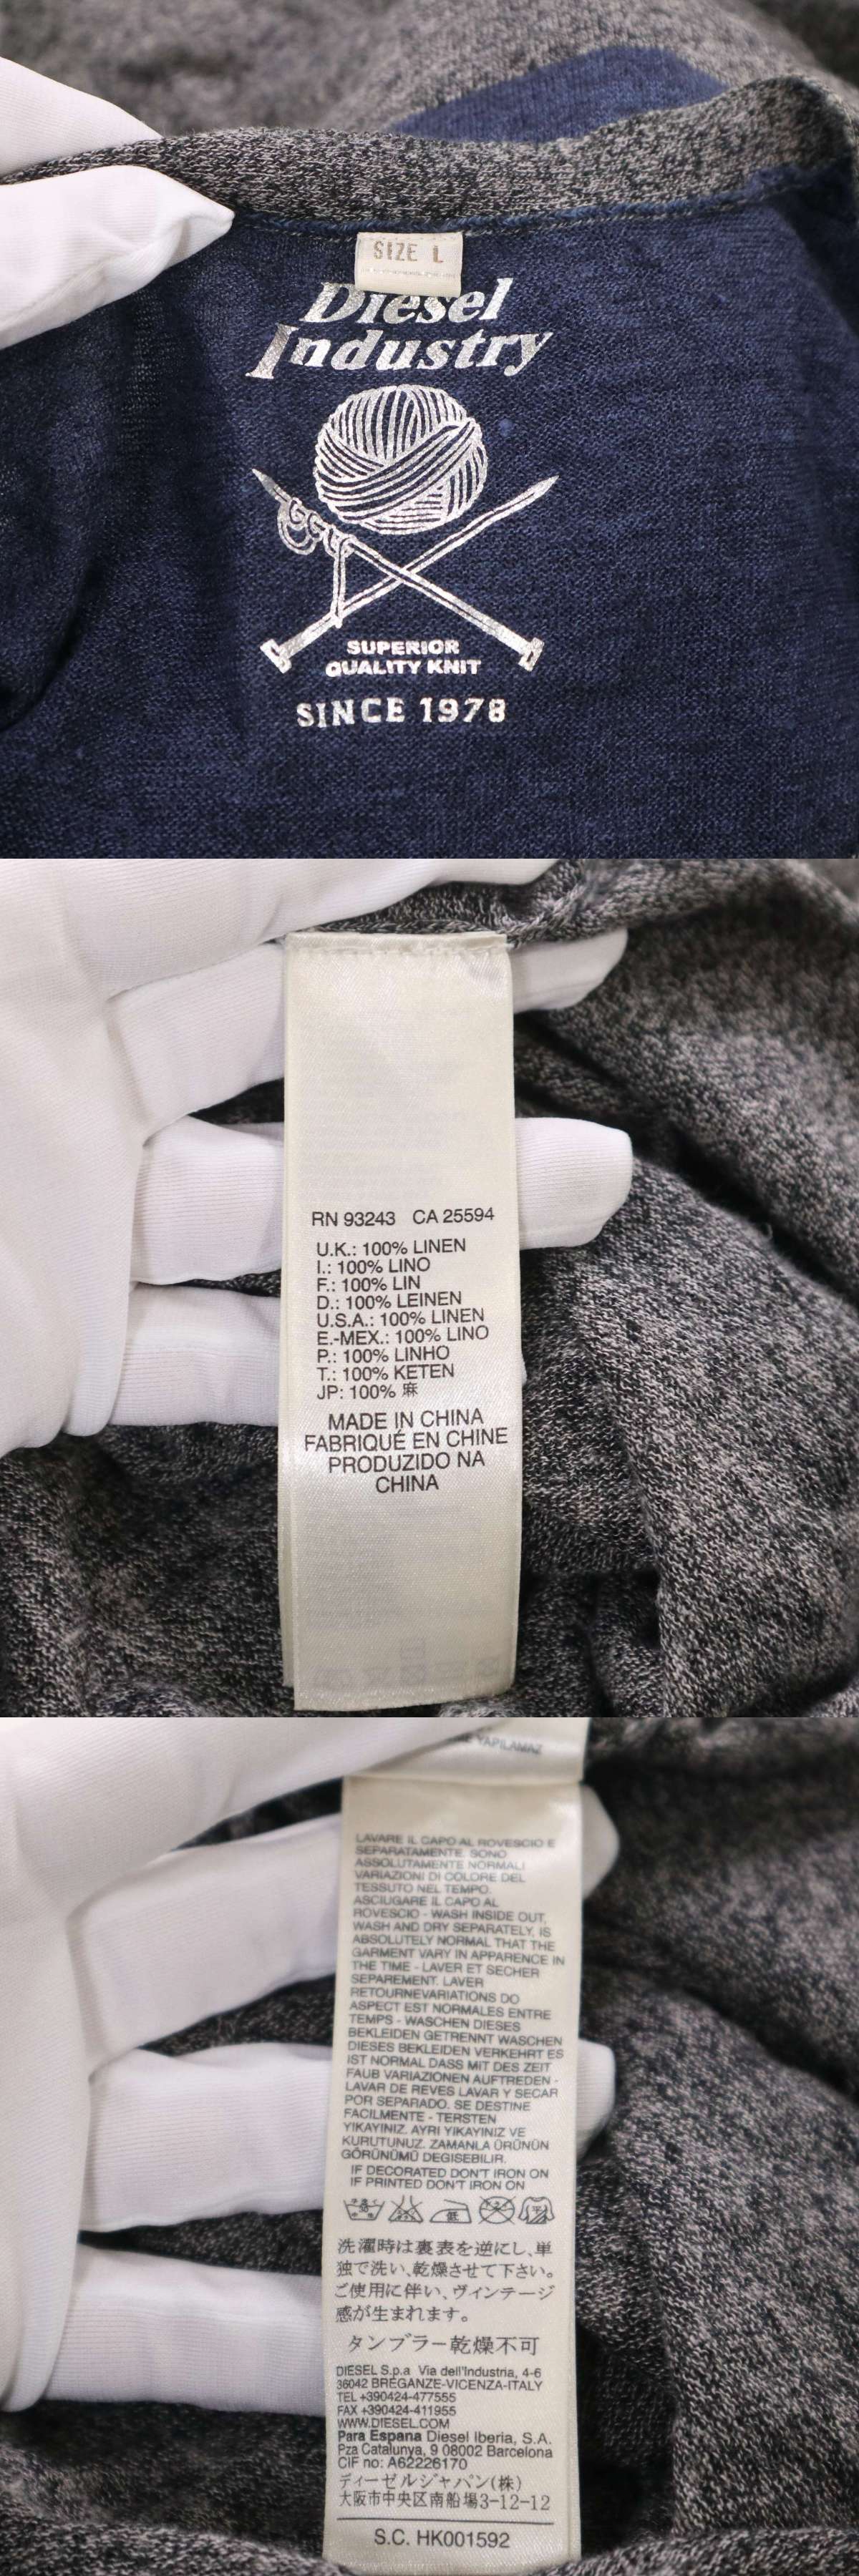 SIZE L
Diesel
Industry
SUPERIOR
QUALITY KNIT
SINCE 1978
RN 93243 CA 25594
U.K.: 100% LINEN
I.: 100% LINO
F.: 100% LIN
D.: 100% LEINEN
U.S.A.: 100% LINEN
E.-MEX.: 100% LINO
P.: 100% LINHO
T.: 100% KETEN
JP: 100% 麻
MADE IN CHINA
FABRIQUÉ EN CHINE
PRODUZIDO NA
CHINA
YAPILAMAZ
LAVARE IL CAPO AL ROVESCIO E
SEPARATAMENTE. SONO
ASSOLUTAMENTE NORMALI
VARIAZIONI DI COLORE DEL
TESSUTO NEL TEMPO.
ASCIUGARE IL CAPO AL
ROVESCIO - WASH INSIDE OUT,
WASH AND DRY SEPARATELY, IS
ABSOLUTELY NORMAL THAT THE
GARMENT VARY IN APPARENCE IN
THE TIME - LAVER ET SECHER
SEPAREMENT. LAVER
RETOURNEVARIATIONS DO
ASPECT EST NORMALES ENTRE
TEMPS - WASCHEN DIESES
BEKLEIDEN GETRENNT WASCHEN
DIESES BEKLEIDEN VERKEHRT ES
IST NORMAL DASS MIT DES ZEIT
FAUB VARIAZIONEN AUFTREDEN -
LAVAR DE REVES LAVAR Y SECAR
POR SEPARADO. SE DESTINE
FACILMENTE - TERSTEN
YIKAYINIZ. AYRI YIKAYINIZ VE
KURUTUNUZ. ZAMANLA ÜRÜNÜN
GÖRÜNÜMÜ DEGISEBILIR.
IF DECORATED DON'T IRON ON
IF PRINTED DON'T IRON ON
洗濯時は裏表を逆にし、単
独で洗い、乾燥させて下さい。
ご使用に伴い、ヴィンテージ
感が生まれます。
タンブラー乾燥不可
DIESEL S.p.a Via dell'Industria, 4-6
36042 BREGANZE-VICENZA-ITALY
TEL +390424-477555
FAX +390424-411955
WWW.DIESEL.COM
Para Espana Diesel Iberia, S.A.
Pza Catalunya, 9 08002 Barcelona
CIF no: A62226170
ディーゼルジャパン(株)
大阪市中央区南船場3-12-12
S.C. HK001592